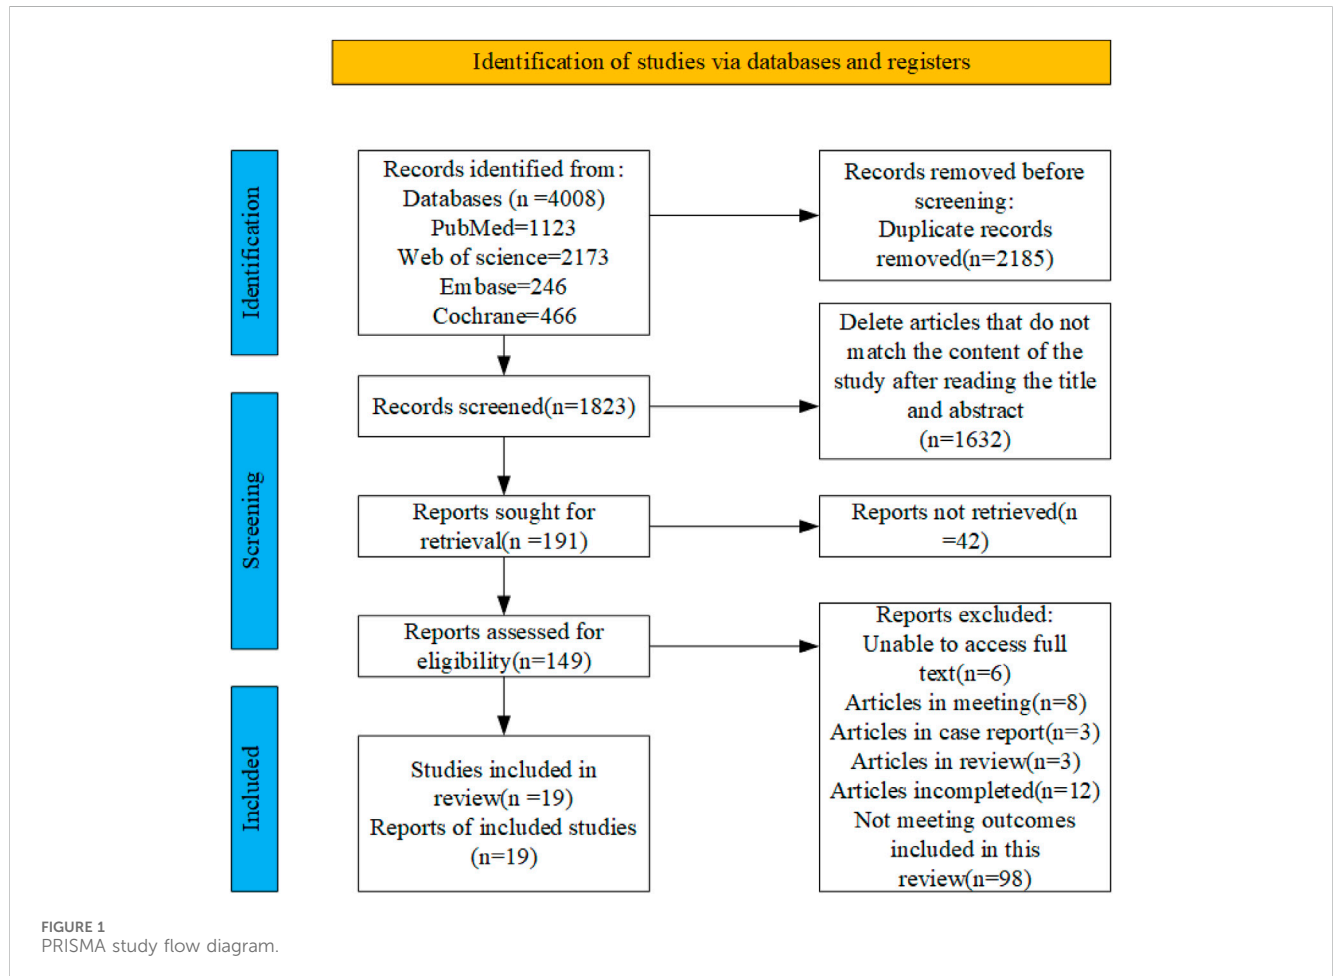 Identification of studies via databases and registers
Identification
Records identified from:
Databases (n =4008)
PubMed=1123
Web of science=2173
Embase=246
Cochrane=466
Records removed before
screening:
Duplicate records
removed(n=2185)
Screening
Records screened(n=1823)
Delete articles that do not
match the content of the
study after reading the title
and abstract
(n=1632)
Reports sought for
retrieval(n =191)
Reports not retrieved(n
=42)
Reports assessed for
eligibility(n=149)
Reports excluded:
Unable to access full
text(n=6)
Articles in meeting(n=8)
Articles in case report(n=3)
Articles in review(n=3)
Articles incompleted(n=12)
Not meeting outcomes
included in this
review(n=98)
Included
Studies included in
review(n =19)
Reports of included studies
(n=19)
FIGURE 1
PRISMA study flow diagram.